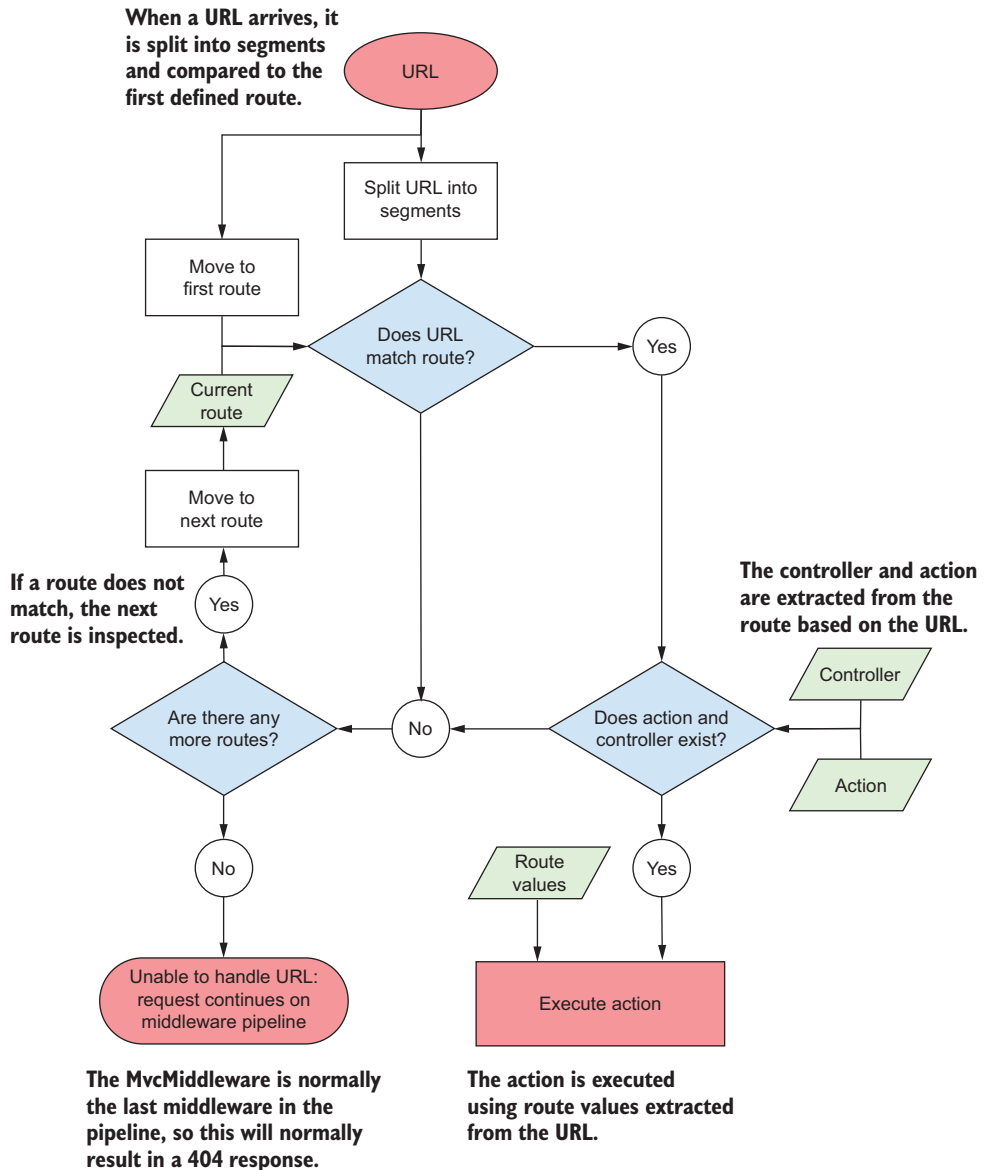 When a URL arrives, it
is split into segments
and compared to the
first defined route.
URL
Split URL into
segments
Move to
first route
Does URL
match route?
Yes
Current
route
Move to
next route
If a route does not
match, the next
route is inspected.
Yes
The controller and action
are extracted from the
route based on the URL.
Controller
Are there any
more routes?
No
Does action and
controller exist?
Action
No
Route
values
Yes
Unable to handle URL:
request continues on
middleware pipeline
Execute action
The MvcMiddleware is normally
the last middleware in the
pipeline, so this will normally
result in a 404 response.
The action is executed
using route values extracted
from the URL.